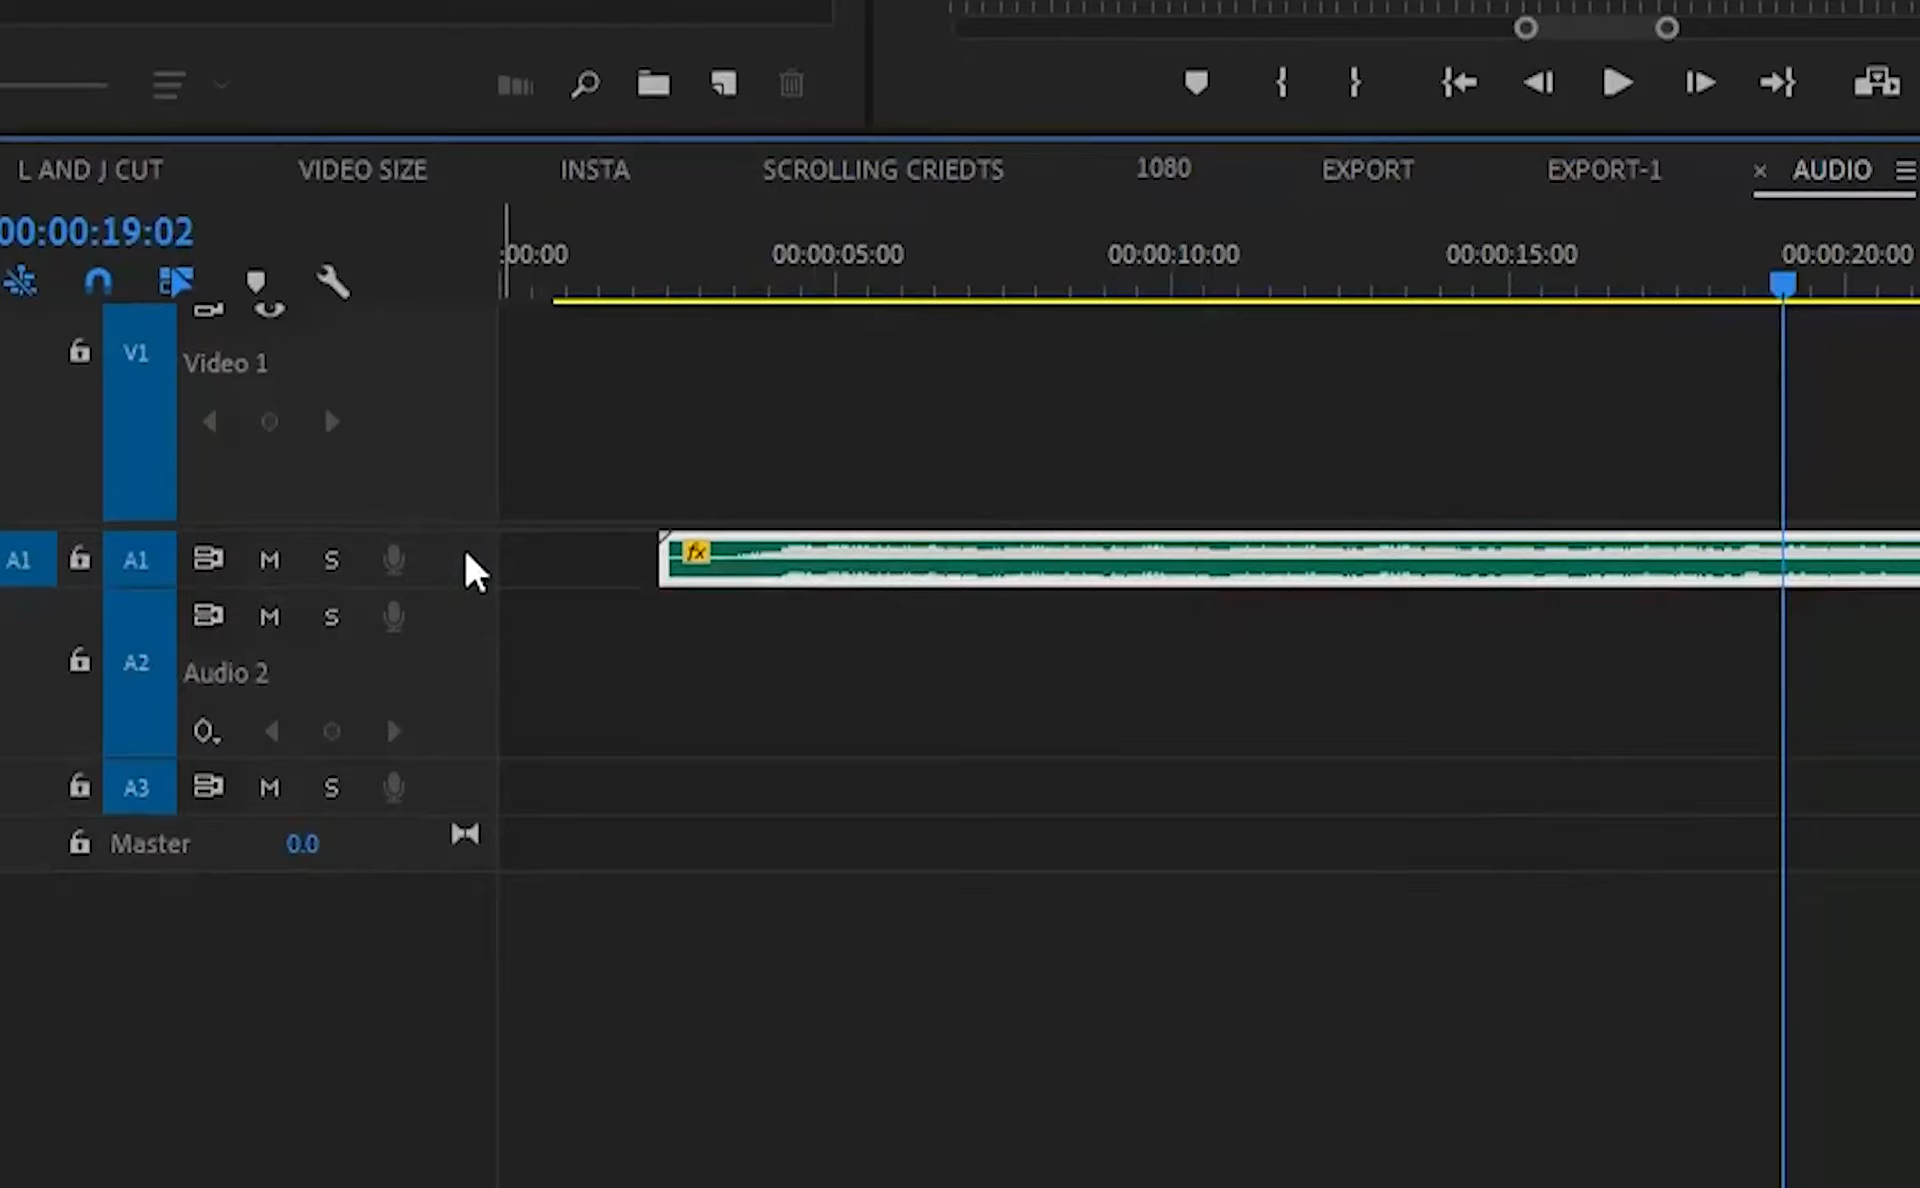 L AND J CUT VIDEO SIZE INSTA SCROLLING CRIEDTS 1080 EXPORT EXPORT-1 × AUDIO
00:00:19:02
:00:00 00:00:05:00 00:00:10:00 00:00:15:00 00:00:20:00
V1
Video 1
A1 A1 M S
fx
M S
A2
Audio 2
A3 M S
Master 0.0